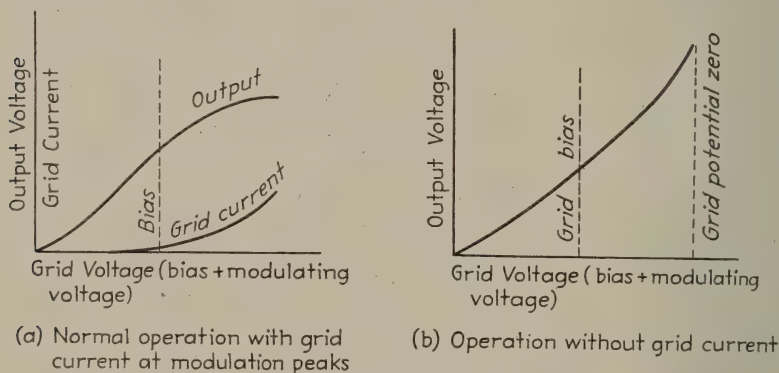 Output Voltage
Grid Current
Output
Bias
Grid current
Grid Voltage (bias + modulating
voltage)
(a) Normal operation with grid
current at modulation peaks
Output Voltage
Grid bias
Grid potential zero
Grid Voltage ( bias + modulating
voltage)
(b) Operation without grid current